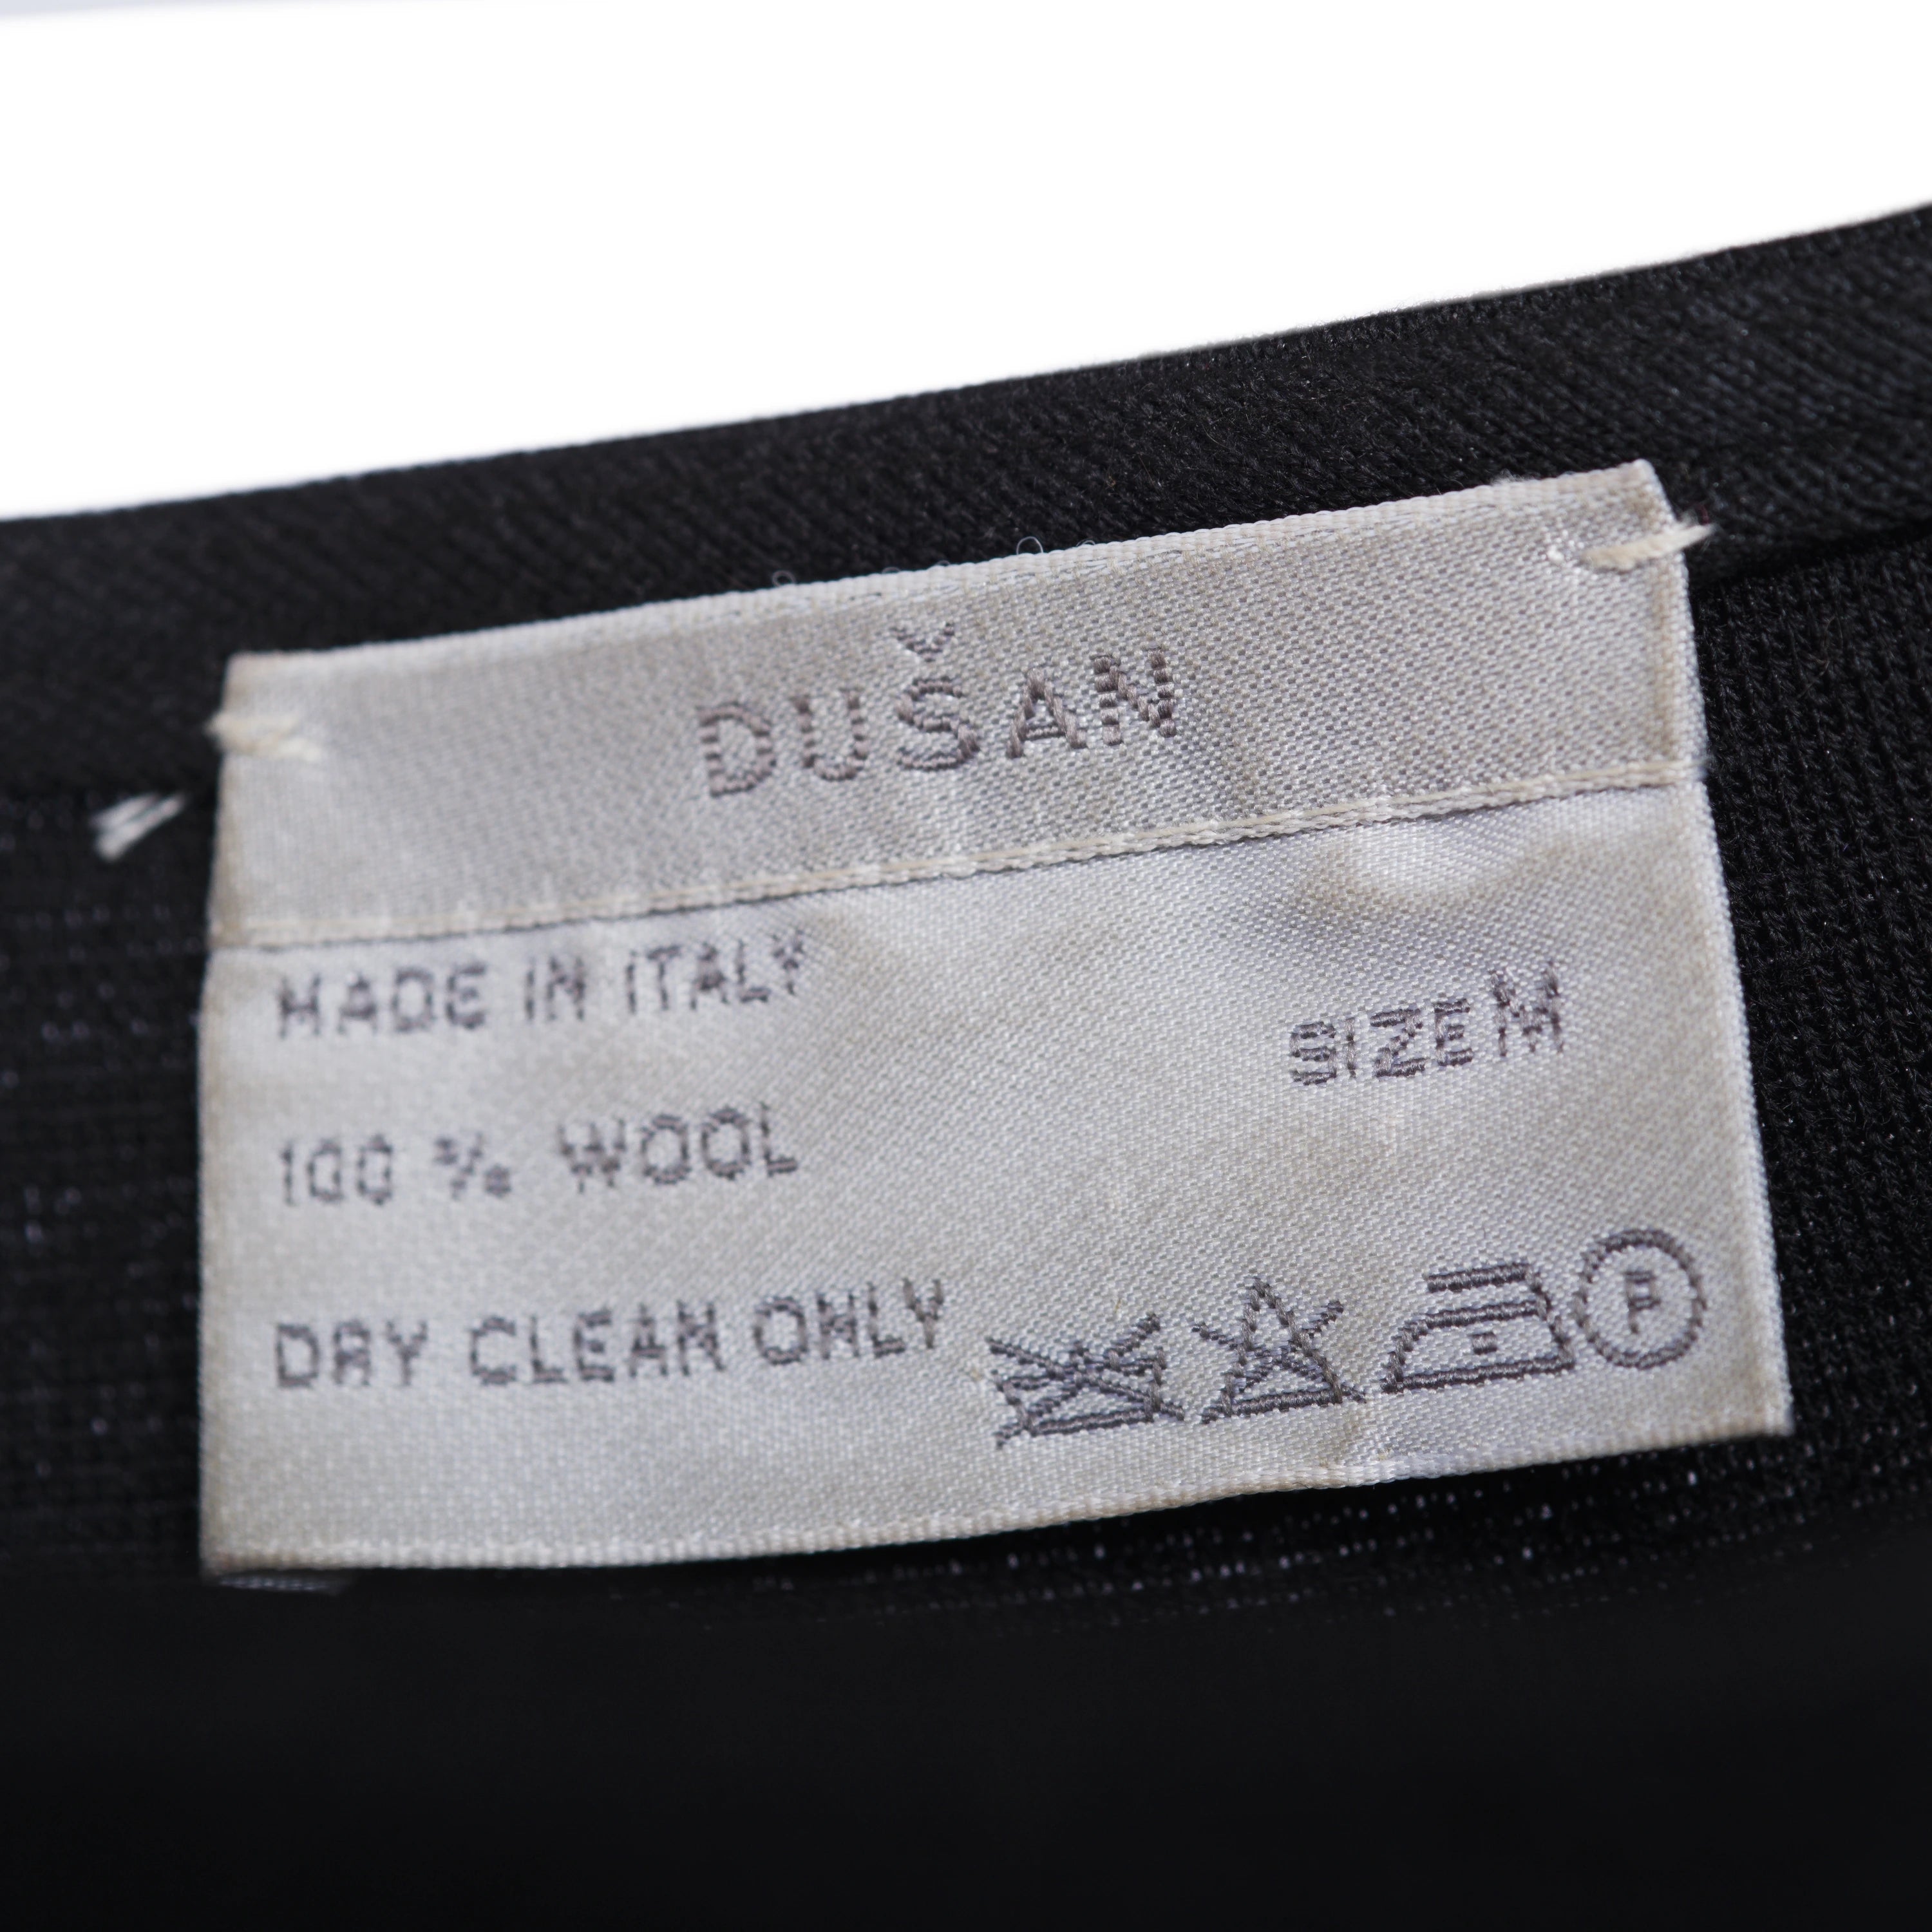 DUŠAN
MADE IN ITALY
SIZE M
100 % WOOL
DRY CLEAN ONLY
P